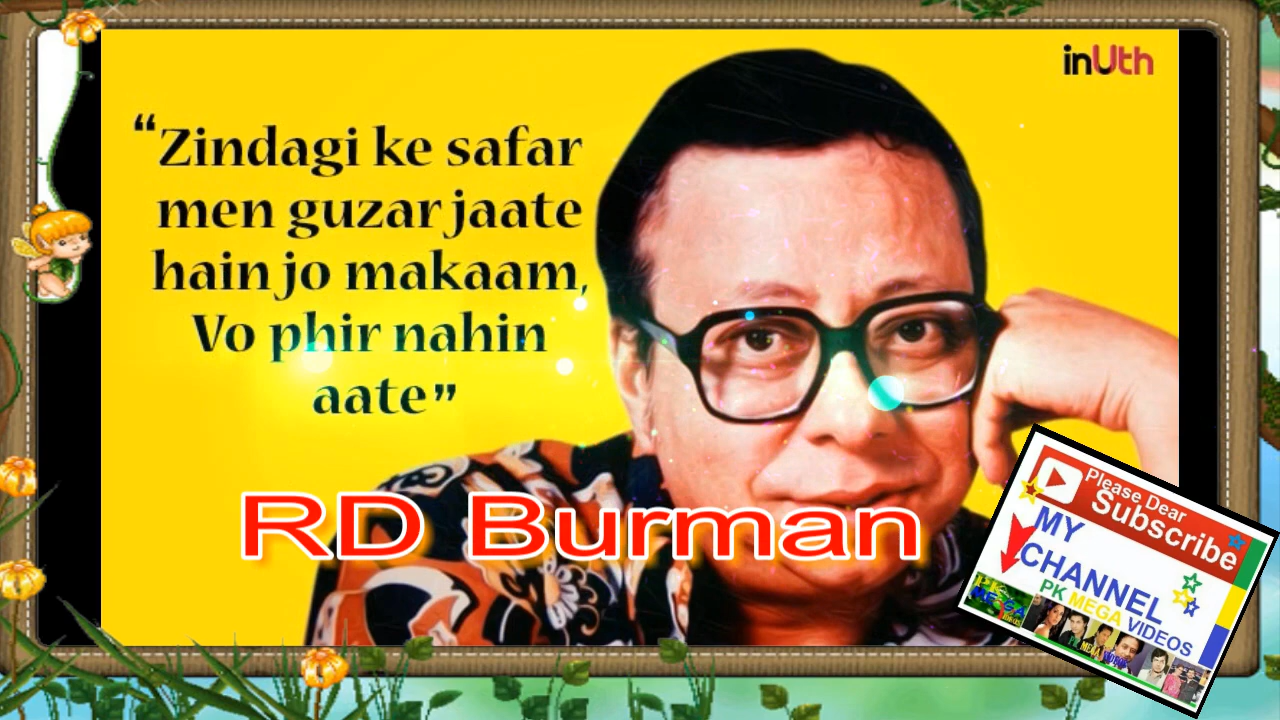 inUth
“Zindagi ke safar
men guzar jaate
hain jo makaam,
Vo phir nahin
aate”
RD Burman
Please Dear
Subscribe
MY
CHANNEL
PK MEGA VIDEOS